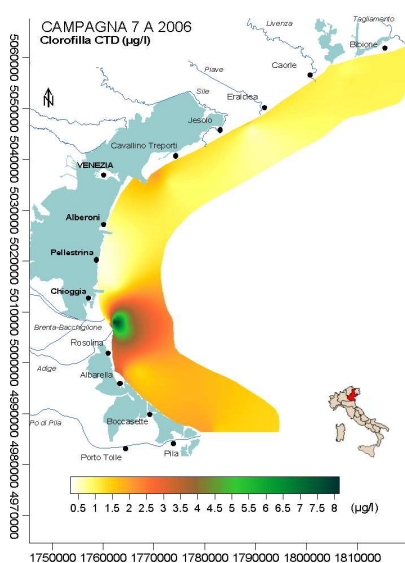 CAMPAGNA 7 A 2006
Clorofilla CTD (µg/l)
N
Livenza
Tagliamento
Bibione
Caorle
Piave
Sile
Eraldea
Jesolo
Cavallino Treporti
VENEZIA
Alberoni
Pellestrina
Chioggia
Brenta-Bacchiglione
Rosolina
Adige
Albarella
Po di Pila
Boccasette
Pila
Porto Tolle
5060000
5050000
5040000
5030000
5020000
5010000
5000000
4990000
4980000
4970000
0.5 1 1.5 2 2.5 3 3.5 4 4.5 5 5.5 6 6.5 7 7.5 8 (µg/l)
1750000 1760000 1770000 1780000 1790000 1800000 1810000